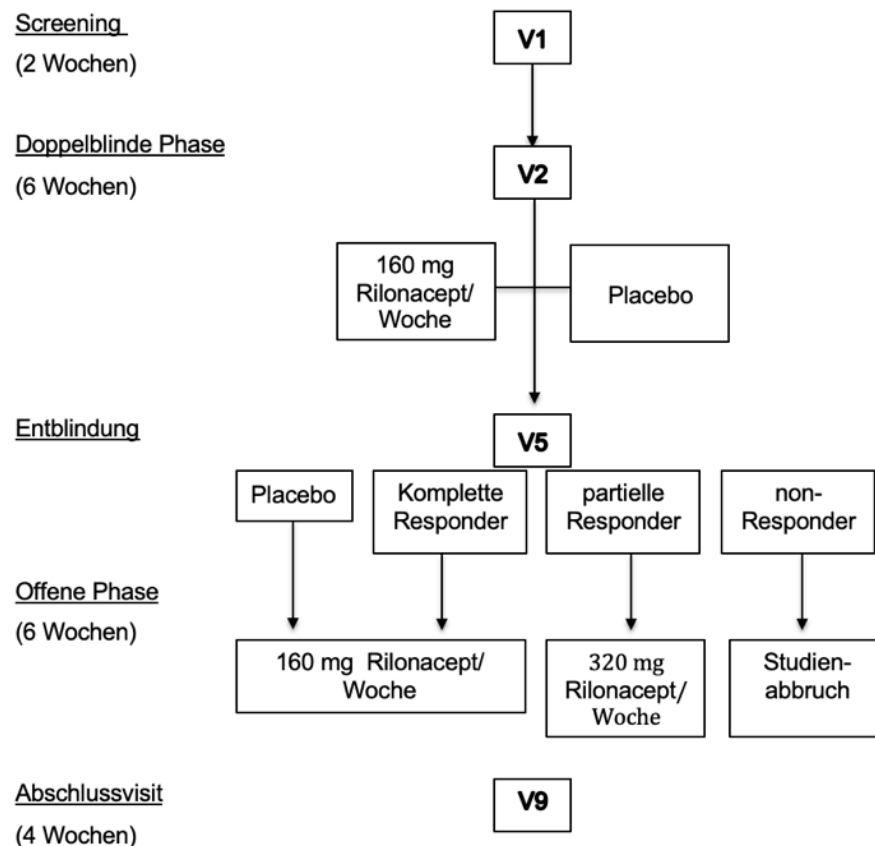 Screening
(2 Wochen)
V1
Doppelblinde Phase
(6 Wochen)
V2
160 mg
Rilonacept/
Woche
Placebo
Entblindung
V5
Placebo
Komplette
Responder
partielle
Responder
non-
Responder
Offene Phase
(6 Wochen)
160 mg Rilonacept/
Woche
320 mg
Rilonacept/
Woche
Studien-
abbruch
Abschlussvisit
(4 Wochen)
V9